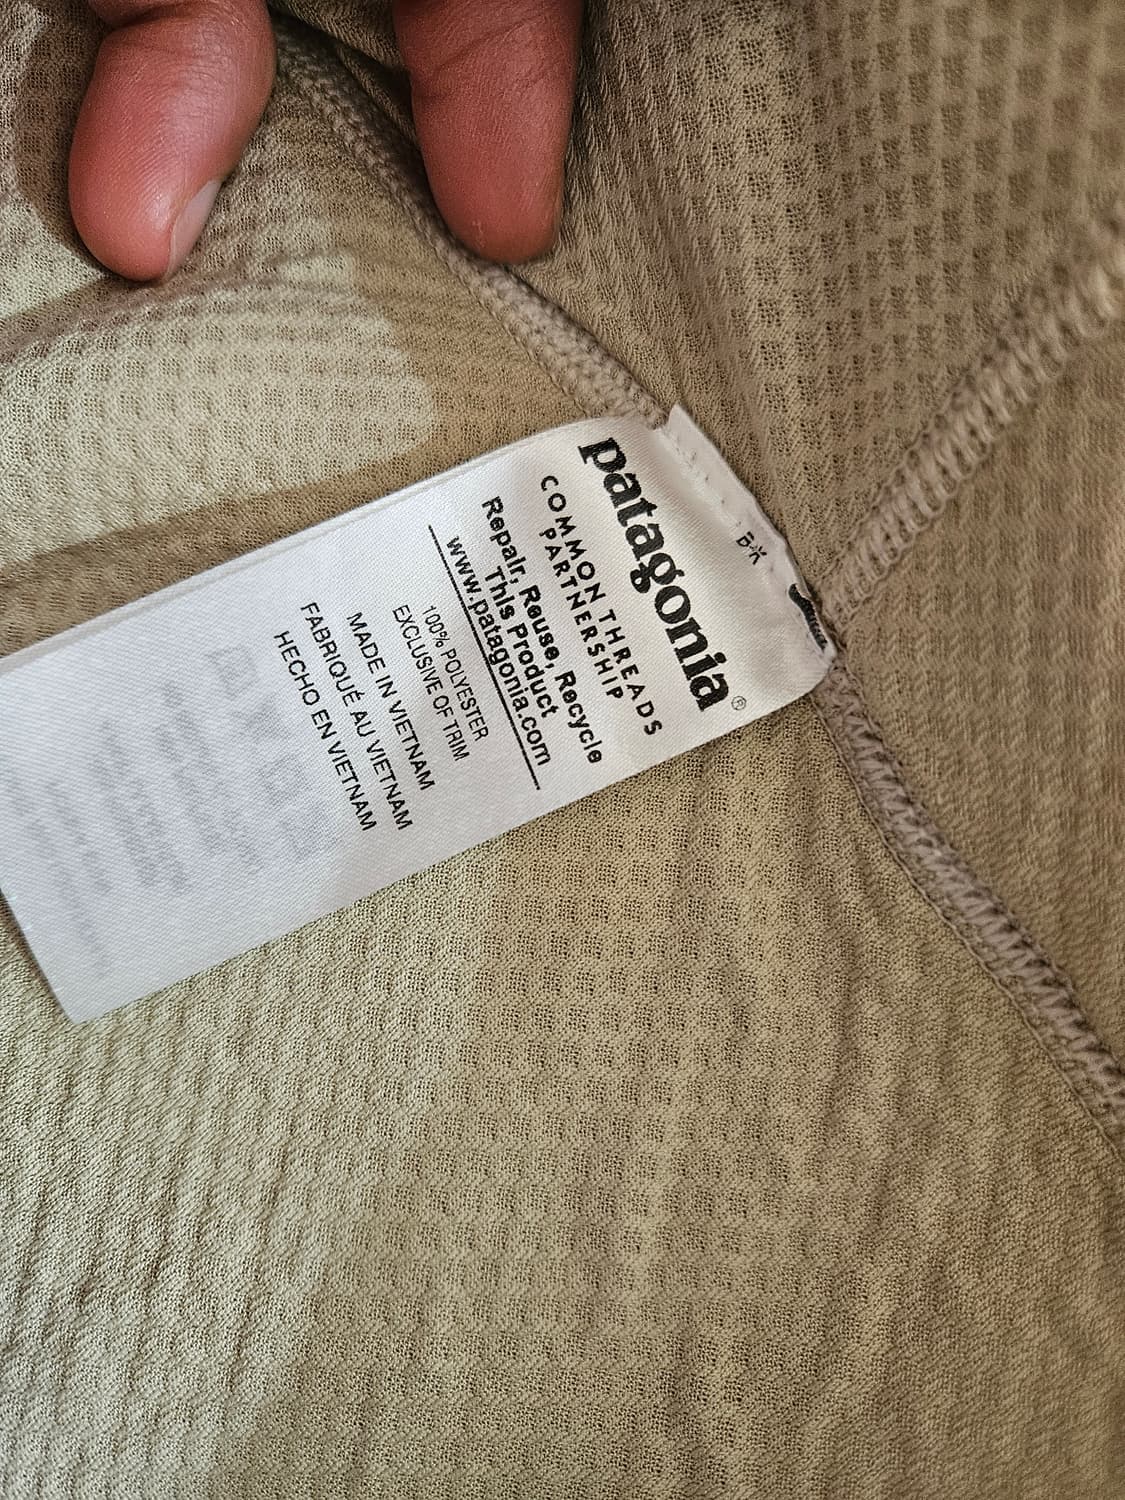 patagonia®
COMMON THREADS
PARTNERSHIP
Repair, Reuse, Recycle
This Product
www.patagonia.com
100% POLYESTER
EXCLUSIVE OF TRIM
MADE IN VIETNAM
FABRIQUÉ AU VIETNAM
HECHO EN VIETNAM